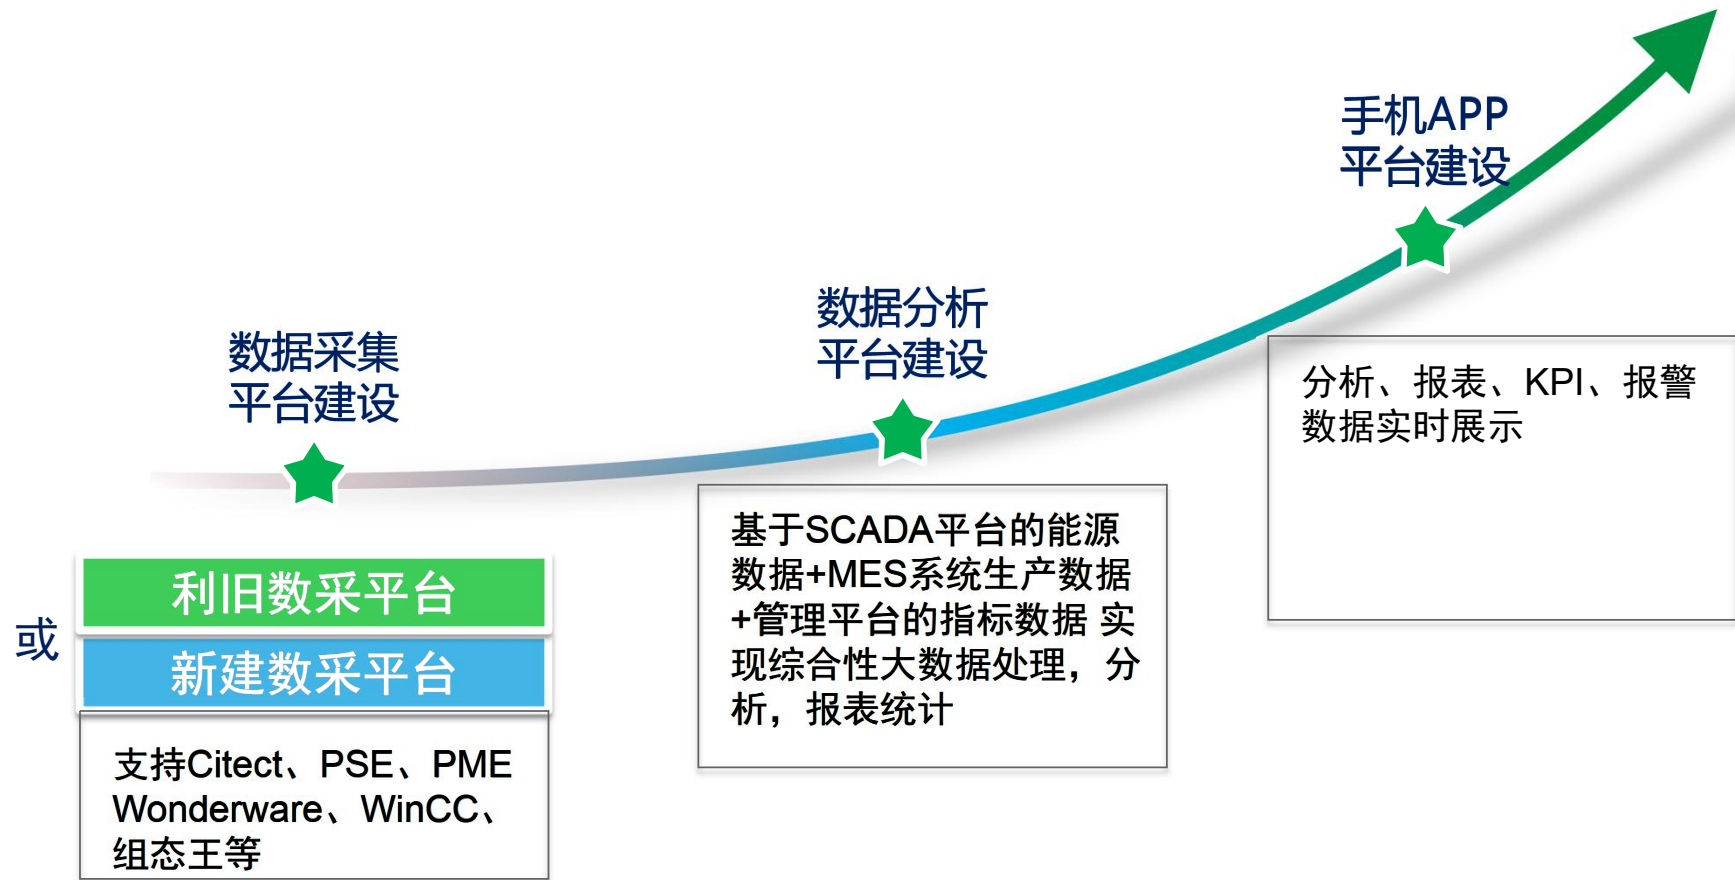 手机APP
平台建设
数据分析
平台建设
数据采集
平台建设
分析、报表、KPI、报警
数据实时展示
基于SCADA平台的能源
数据+MES系统生产数据
+管理平台的指标数据 实
现综合性大数据处理，分
析，报表统计
或
利旧数采平台
新建数采平台
支持Citect、PSE、PME
Wonderware、WinCC、
组态王等